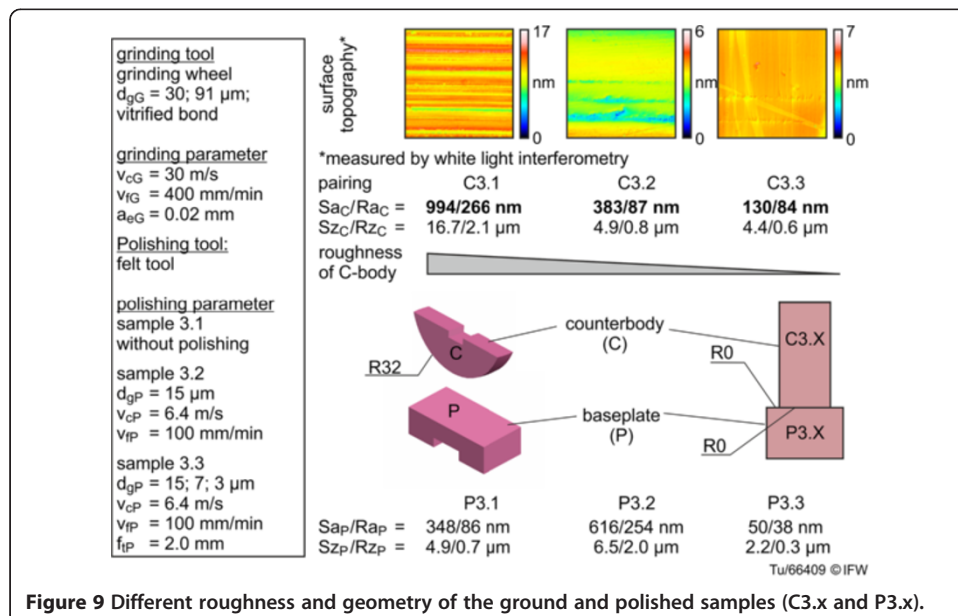 grinding tool
grinding wheel
dgG = 30; 91 µm;
vitrified bond
grinding parameter
vcG = 30 m/s
vfG = 400 mm/min
aeG = 0.02 mm
Polishing tool:
felt tool
polishing parameter
sample 3.1
without polishing
sample 3.2
dgP = 15 µm
vcP = 6.4 m/s
vfP = 100 mm/min
sample 3.3
dgP = 15; 7; 3 µm
vcP = 6.4 m/s
vfP = 100 mm/min
ftP = 2.0 mm
surface
topography*
17
nm
0
6
nm
0
7
nm
0
*measured by white light interferometry
pairing C3.1 C3.2 C3.3
SaC/RaC = 994/266 nm 383/87 nm 130/84 nm
SzC/RzC = 16.7/2.1 µm 4.9/0.8 µm 4.4/0.6 µm
roughness
of C-body
counterbody
(C)
C
R32
P
baseplate
(P)
C3.X
R0
P3.X
R0
P3.1 P3.2 P3.3
SaP/RaP = 348/86 nm 616/254 nm 50/38 nm
SzP/RzP = 4.9/0.7 µm 6.5/2.0 µm 2.2/0.3 µm
Tu/66409 © IFW
Figure 9 Different roughness and geometry of the ground and polished samples (C3.x and P3.x).